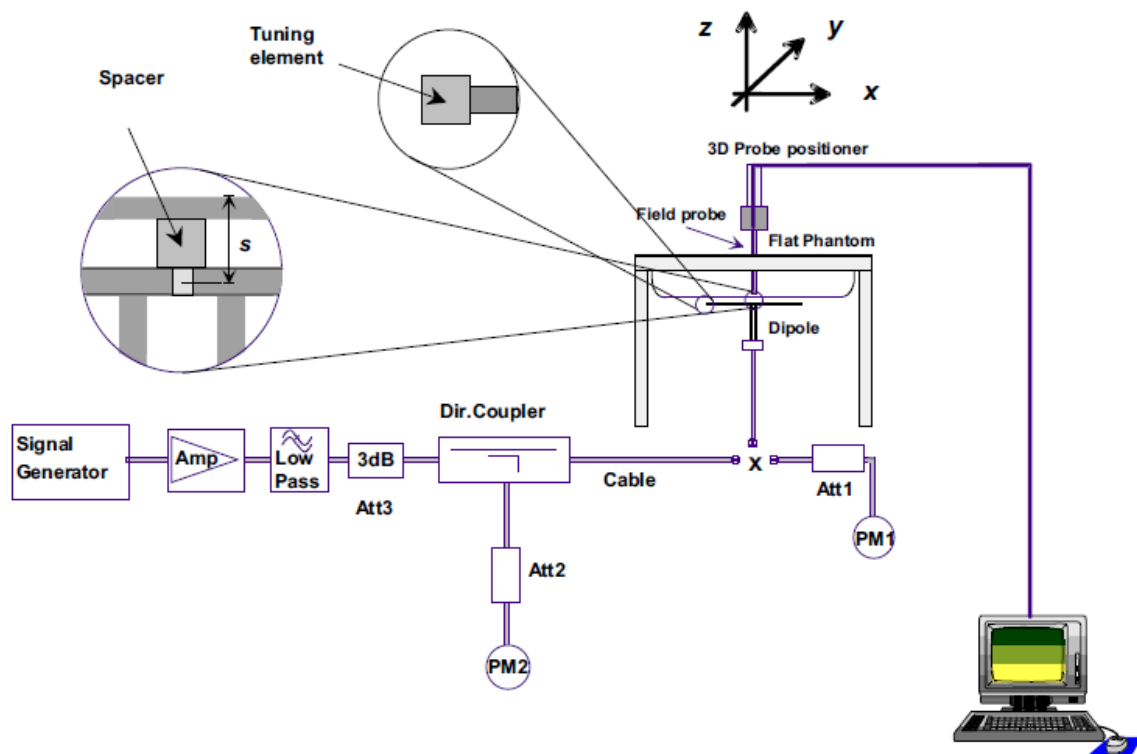 Tuning
element
Spacer
z
y
x
3D Probe positioner
Field probe
Flat Phantom
s
Dipole
Dir.Coupler
Signal
Generator
Amp
Low
Pass
3dB
Att3
Cable
X
Att1
PM1
Att2
PM2